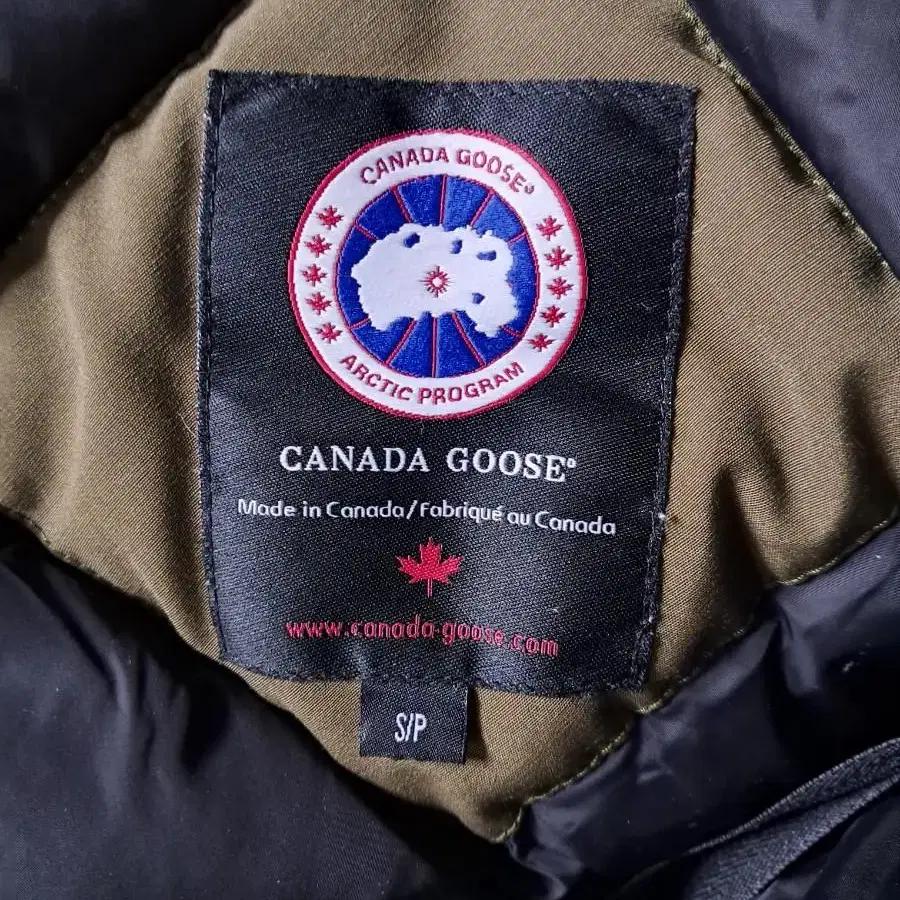 CANADA GOOSE®
ARCTIC PROGRAM
CANADA GOOSE®
Made in Canada/Fabriqué au Canada
www.canada-goose.com
S/P